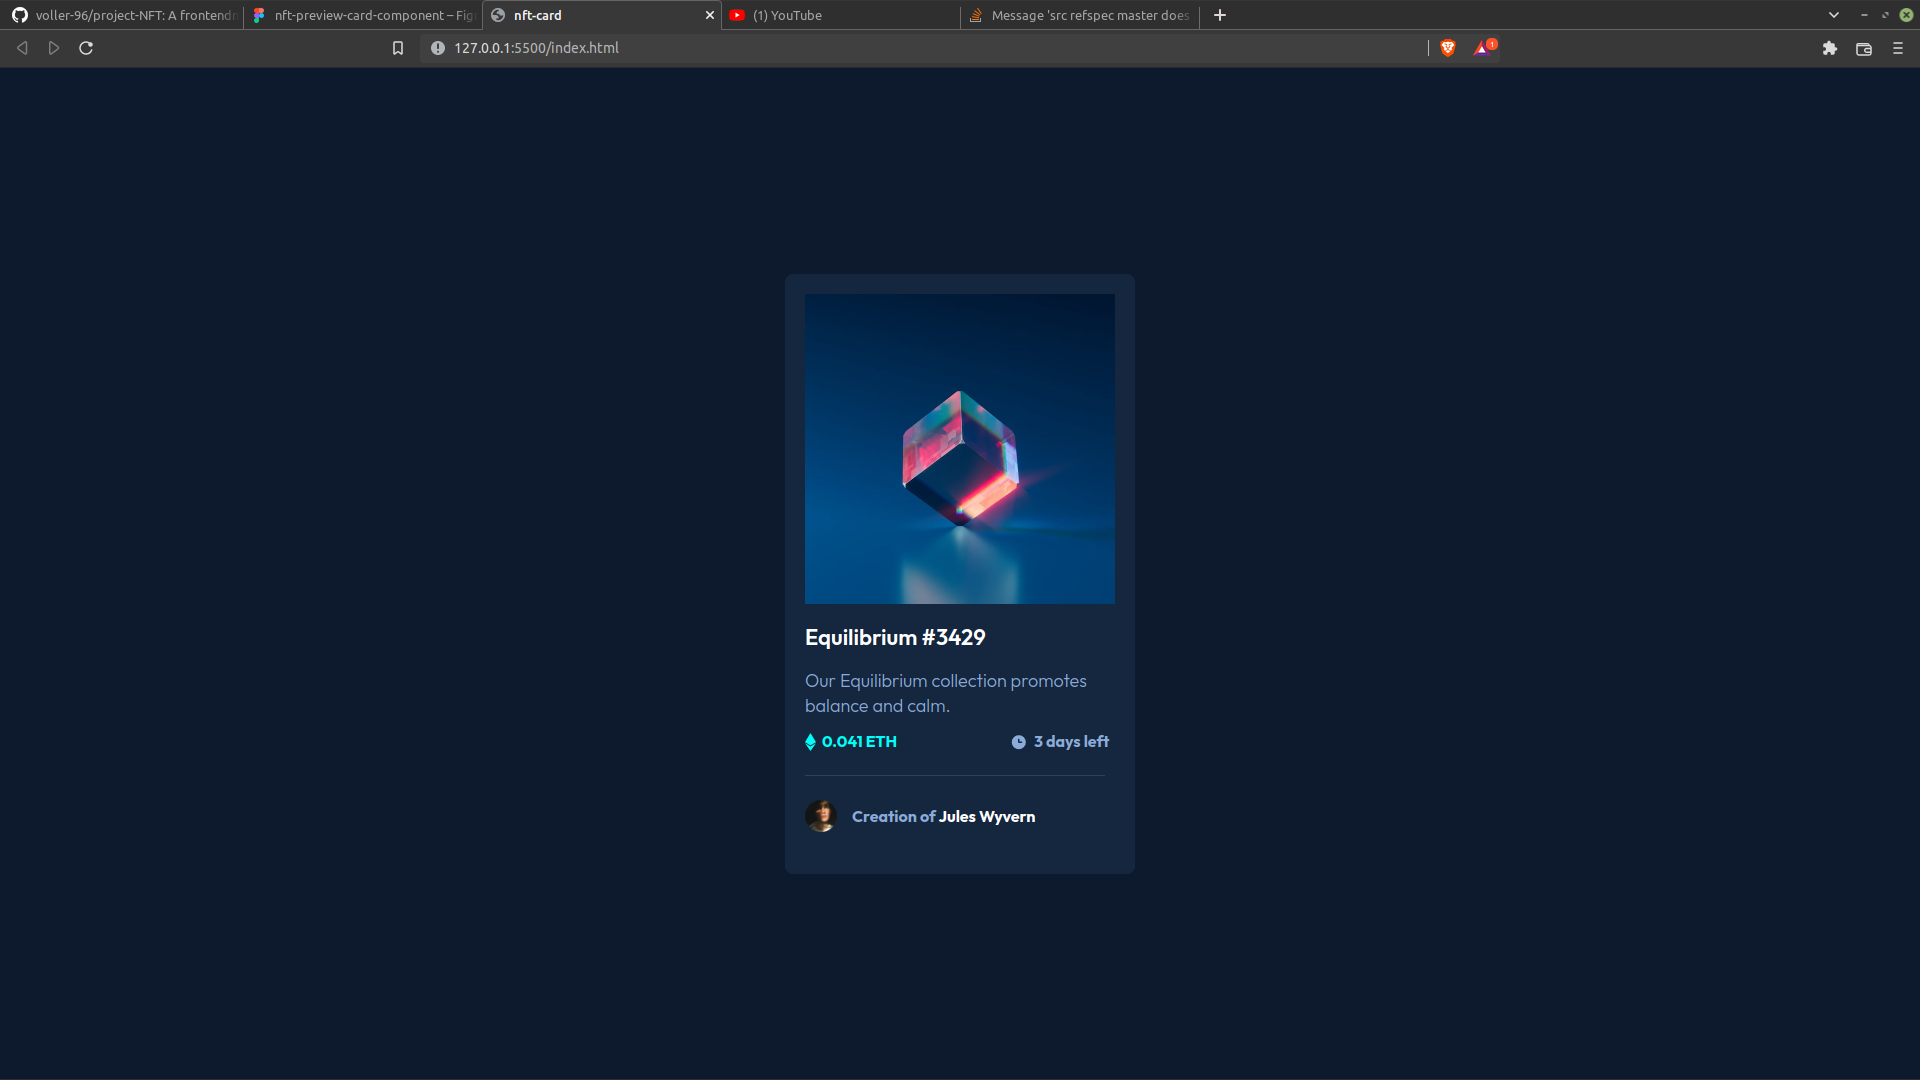 voller-96/project-NFT: A frontendm
nft-preview-card-component – Fig
nft-card
(1) YouTube
Message 'src refspec master does
127.0.0.1:5500/index.html
1
Equilibrium #3429
Our Equilibrium collection promotes
balance and calm.
0.041 ETH
3 days left
Creation of Jules Wyvern